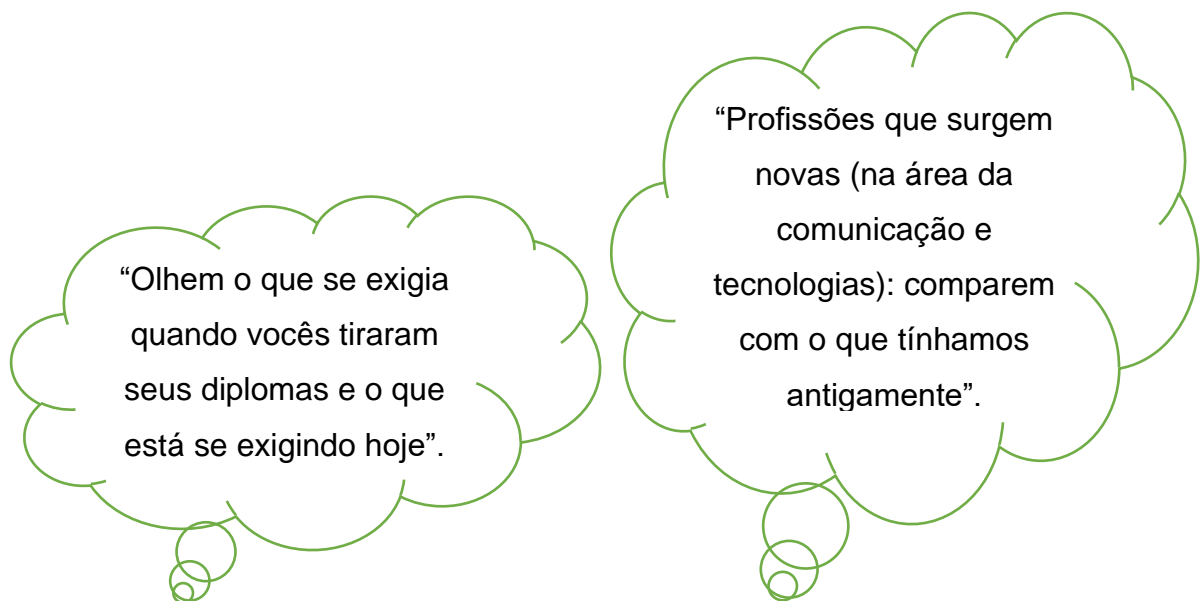 “Olhem o que se exigia
quando vocês tiraram
seus diplomas e o que
está se exigindo hoje”.
“Profissões que surgem
novas (na área da
comunicação e
tecnologias): comparem
com o que tínhamos
antigamente”.